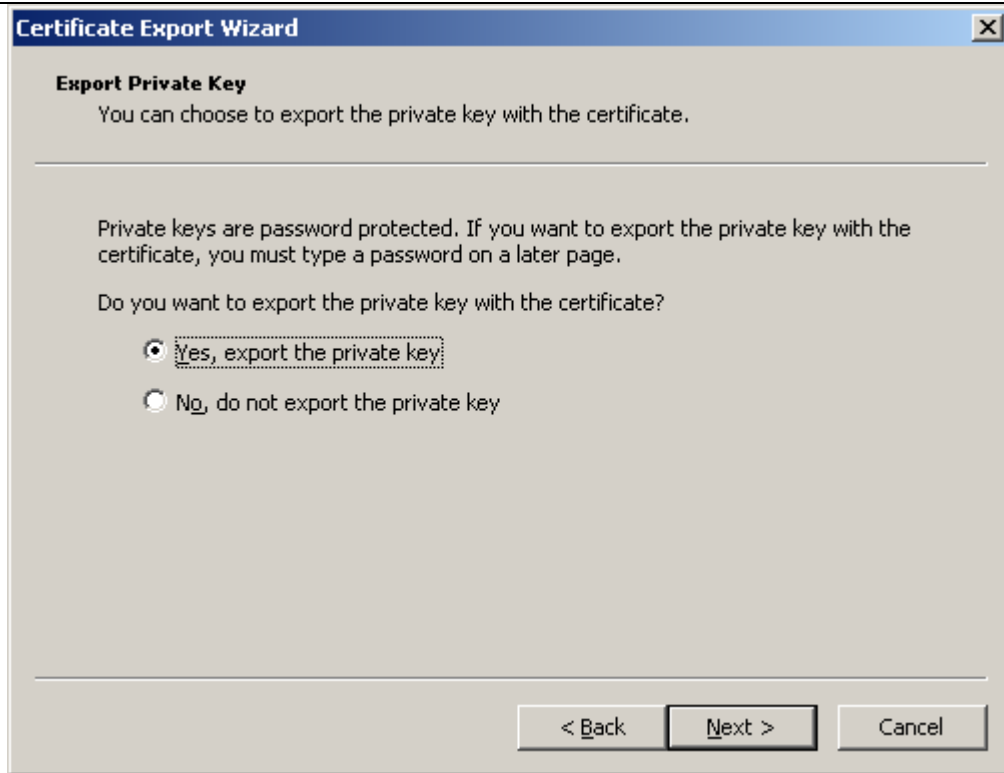 Certificate Export Wizard
Export Private Key
You can choose to export the private key with the certificate.
Private keys are password protected. If you want to export the private key with the
certificate, you must type a password on a later page.
Do you want to export the private key with the certificate?
Yes, export the private key
No, do not export the private key
< Back Next > Cancel